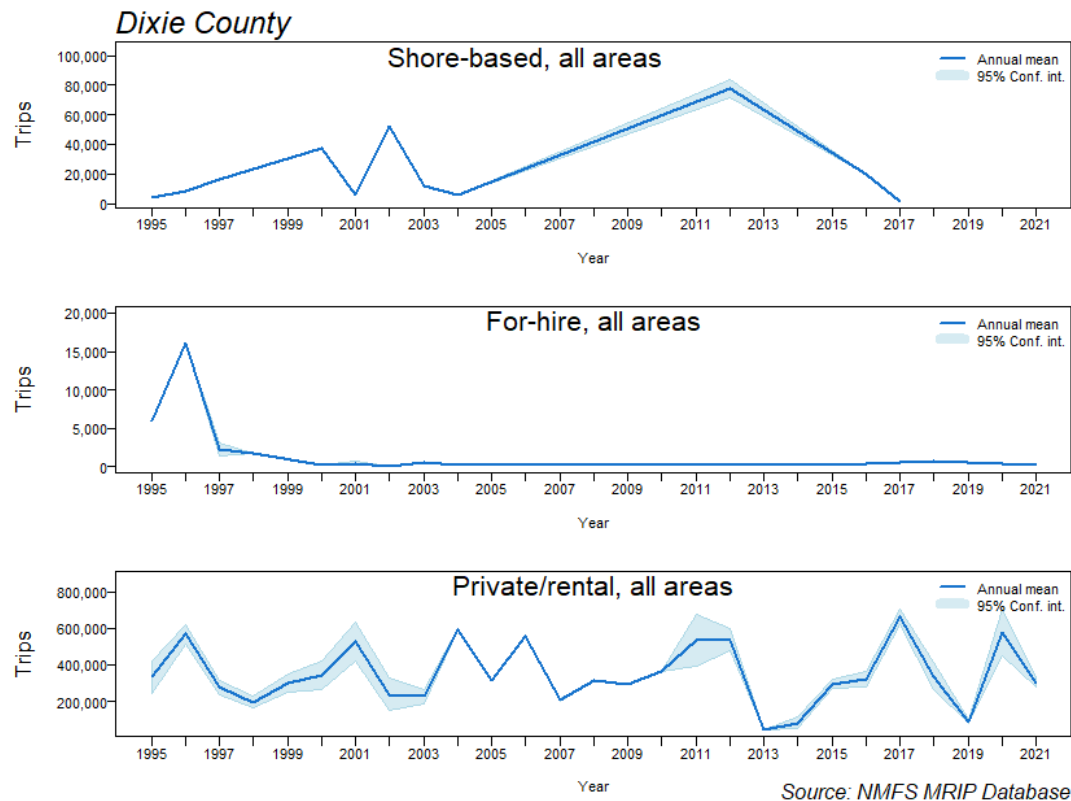 Dixie County
Shore-based, all areas
Annual mean
95% Conf. int.
Trips
100,000
80,000
60,000
40,000
20,000
0
1995 1997 1999 2001 2003 2005 2007 2009 2011 2013 2015 2017 2019 2021
Year
For-hire, all areas
Annual mean
95% Conf. int.
Trips
20,000
15,000
10,000
5,000
0
1995 1997 1999 2001 2003 2005 2007 2009 2011 2013 2015 2017 2019 2021
Year
Private/rental, all areas
Annual mean
95% Conf. int.
Trips
800,000
600,000
400,000
200,000
1995 1997 1999 2001 2003 2005 2007 2009 2011 2013 2015 2017 2019 2021
Year
Source: NMFS MRIP Database